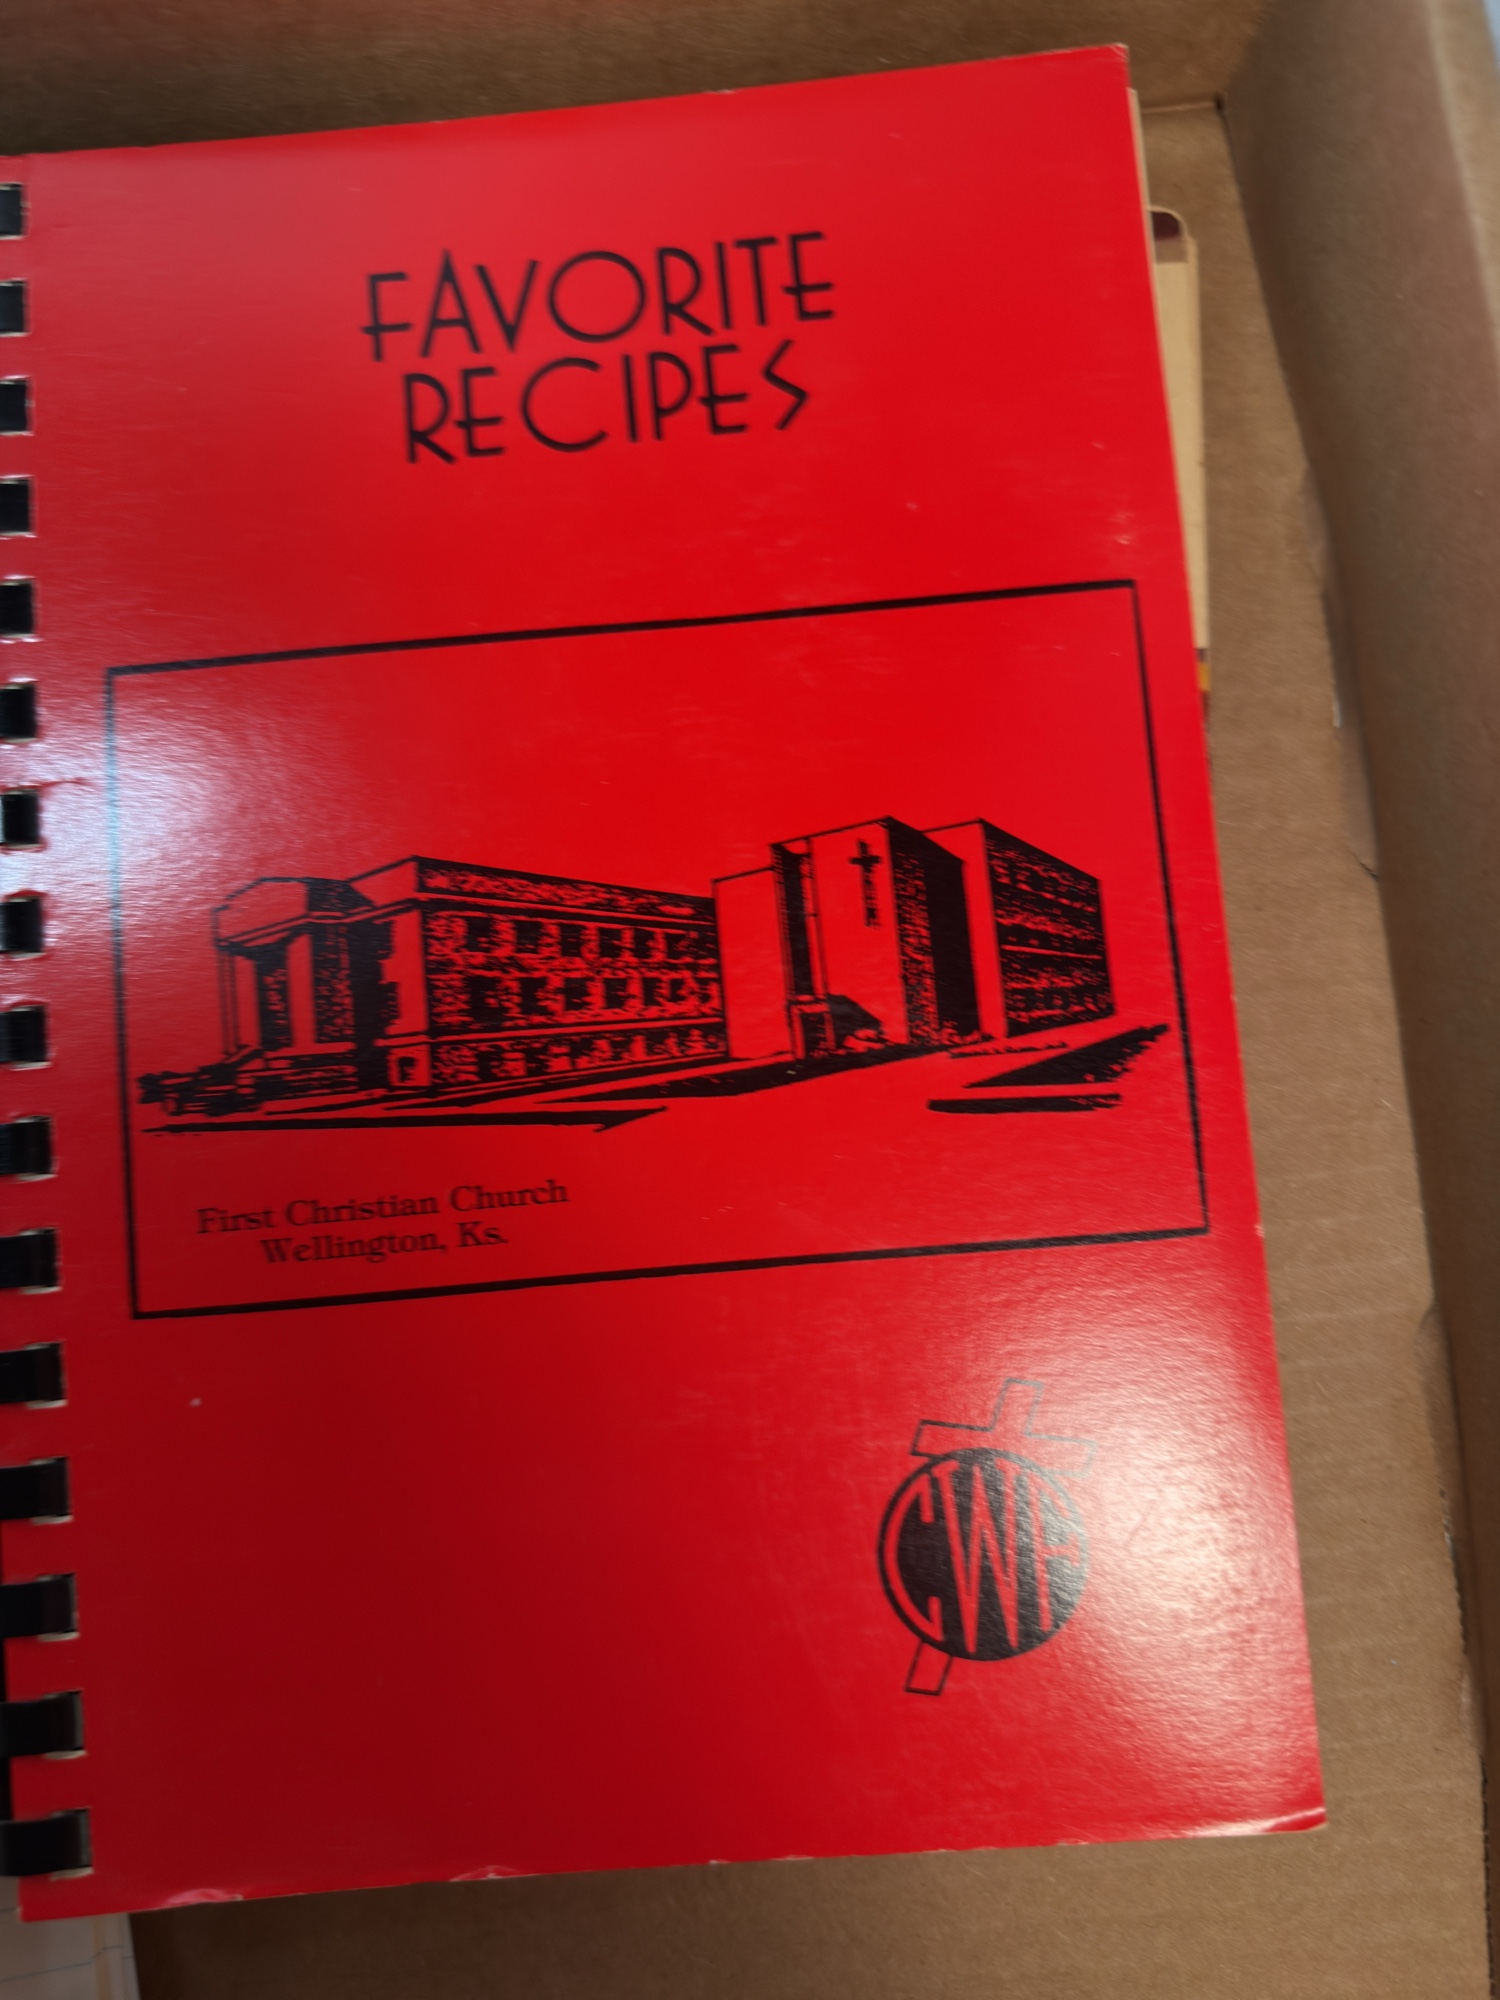 FAVORITE
RECIPES
First Christian Church
Wellington, Ks.
CWF